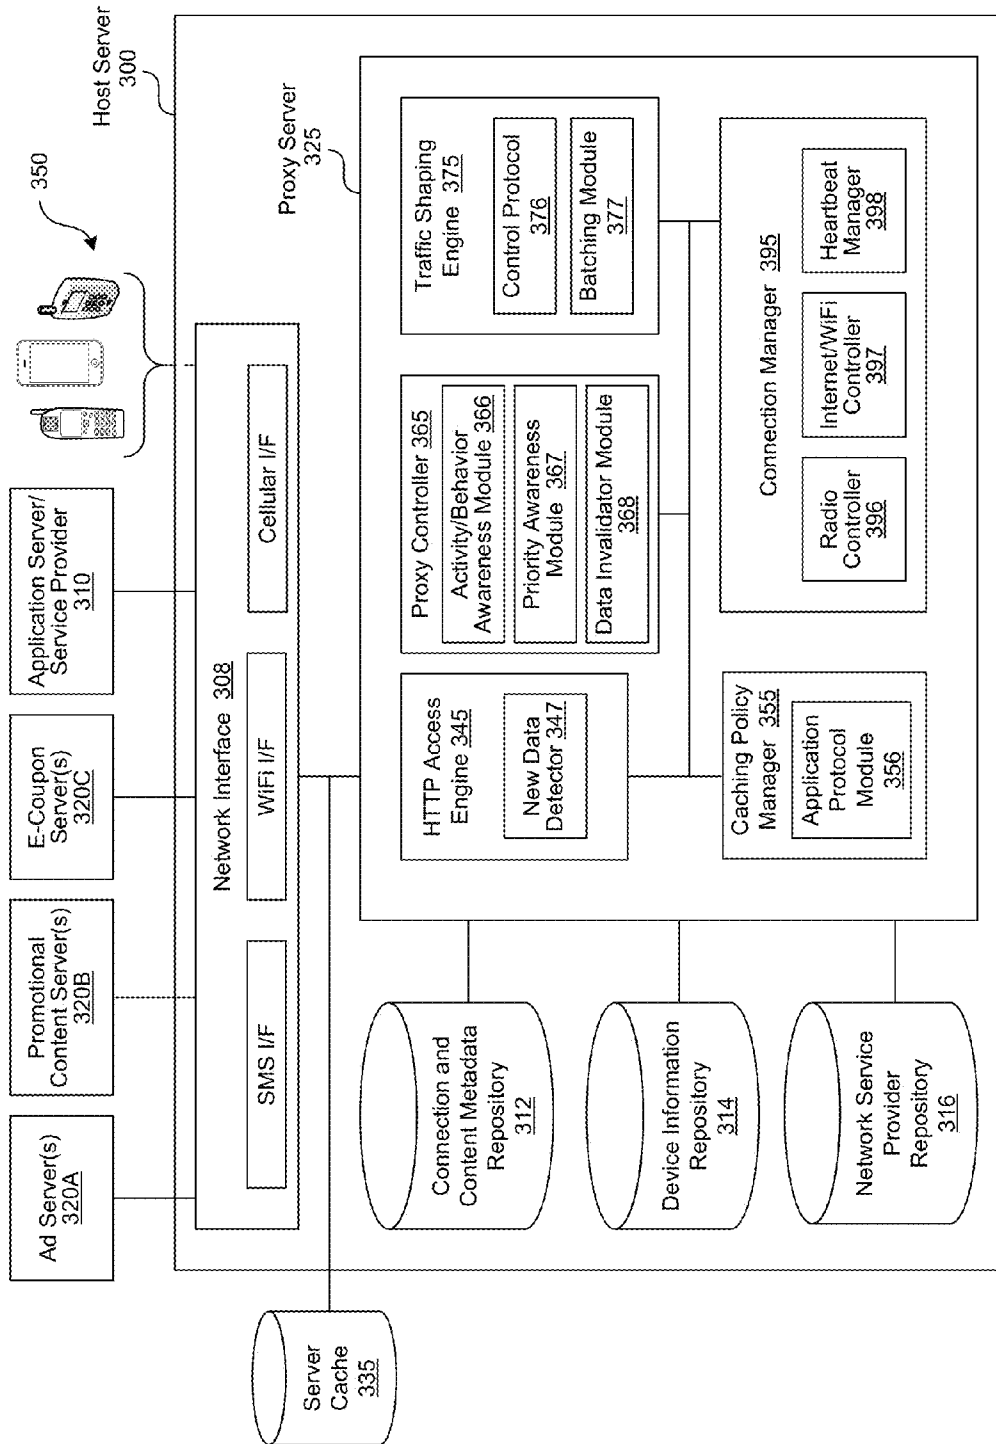 Ad Server(s)
320A
Promotional
Content Server(s)
320B
E-Coupon
Server(s)
320C
Application Server/
Service Provider
310
350
Host Server
300
Network Interface 308
SMS I/F
WiFi I/F
Cellular I/F
Server
Cache
335
Proxy Server
325
Connection and
Content Metadata
Repository
312
Device Information
Repository
314
Network Service
Provider
Repository
316
HTTP Access
Engine 345
New Data
Detector 347
Proxy Controller 365
Activity/Behavior
Awareness Module 366
Priority Awareness
Module 367
Data Invalidator Module
368
Traffic Shaping
Engine 375
Control Protocol
376
Batching Module
377
Caching Policy
Manager 355
Application
Protocol
Module
356
Connection Manager 395
Radio
Controller
396
Internet/WiFi
Controller
397
Heartbeat
Manager
398